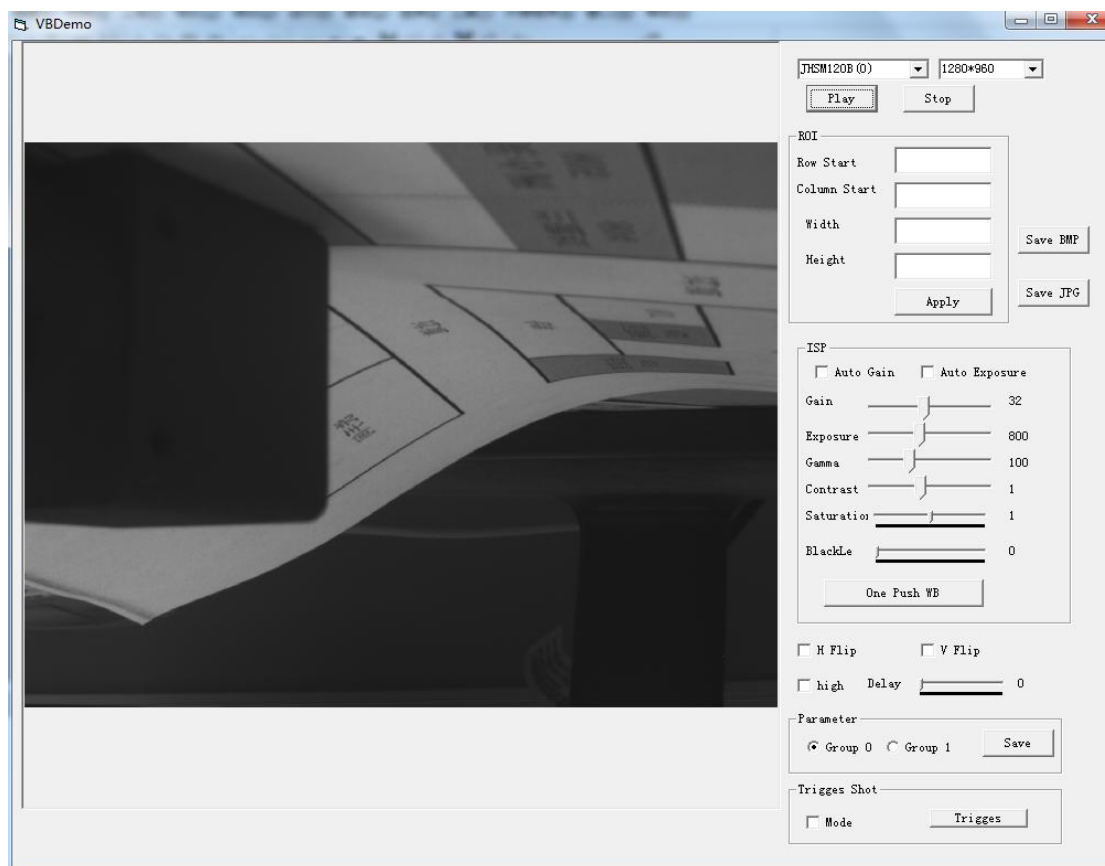 VBDemo
JHSM120B(0) 1280*960
Play Stop
ROI
Row Start
Column Start
Width
Height
Apply
Save BMP
Save JPG
ISP
Auto Gain Auto Exposure
Gain 32
Exposure 800
Gamma 100
Contrast 1
Saturatio 1
BlackLe 0
One Push WB
H Flip V Flip
high Delay 0
Parameter
Group 0 Group 1 Save
Trigges Shot
Mode Trigges